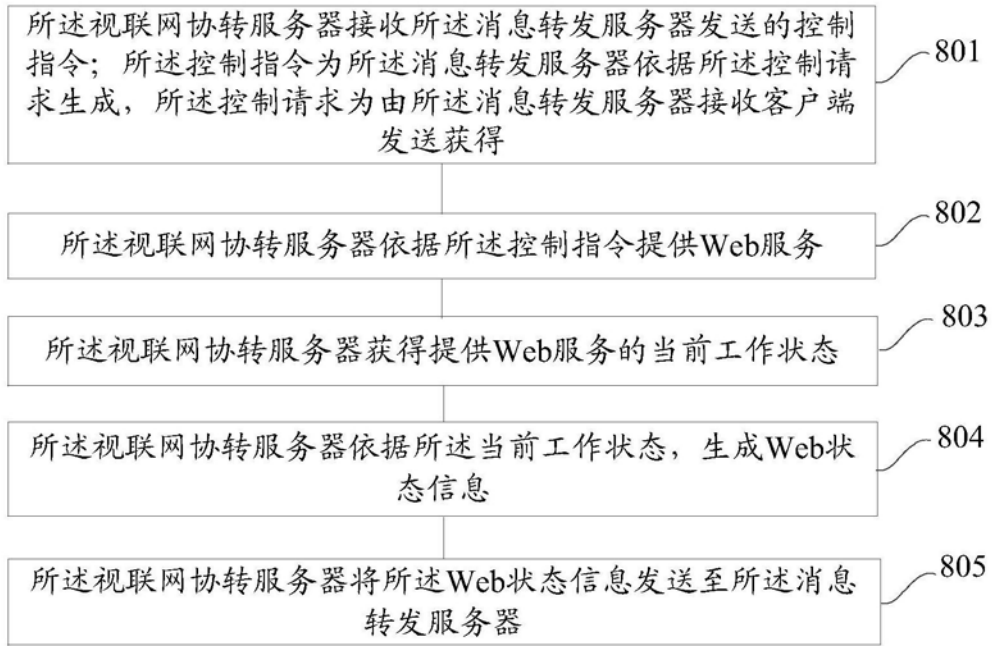 所述视联网协转服务器接收所述消息转发服务器发送的控制
指令；所述控制指令为所述消息转发服务器依据所述控制请
求生成，所述控制请求为由所述消息转发服务器接收客户端
发送获得
801
所述视联网协转服务器依据所述控制指令提供Web服务
802
所述视联网协转服务器获得提供Web服务的当前工作状态
803
所述视联网协转服务器依据所述当前工作状态，生成Web状
态信息
804
所述视联网协转服务器将所述Web状态信息发送至所述消息
转发服务器
805